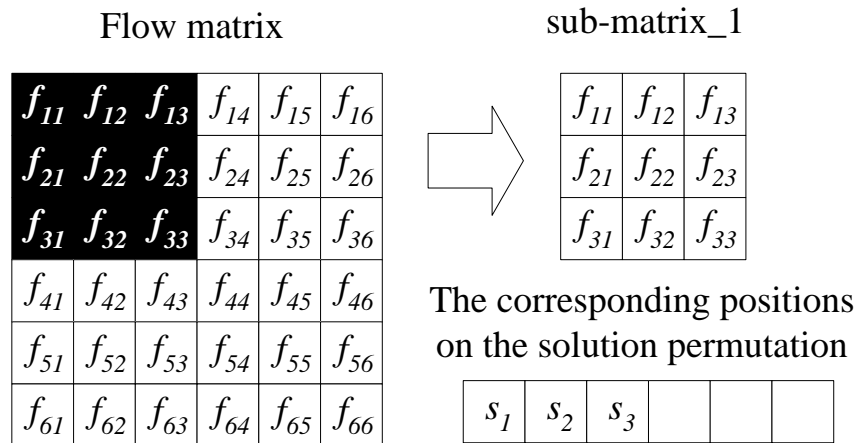 Flow matrix
f11 f12 f13 f14 f15 f16
f21 f22 f23 f24 f25 f26
f31 f32 f33 f34 f35 f36
f41 f42 f43 f44 f45 f46
f51 f52 f53 f54 f55 f56
f61 f62 f63 f64 f65 f66
sub-matrix_1
f11 f12 f13
f21 f22 f23
f31 f32 f33
The corresponding positions
on the solution permutation
s1 s2 s3